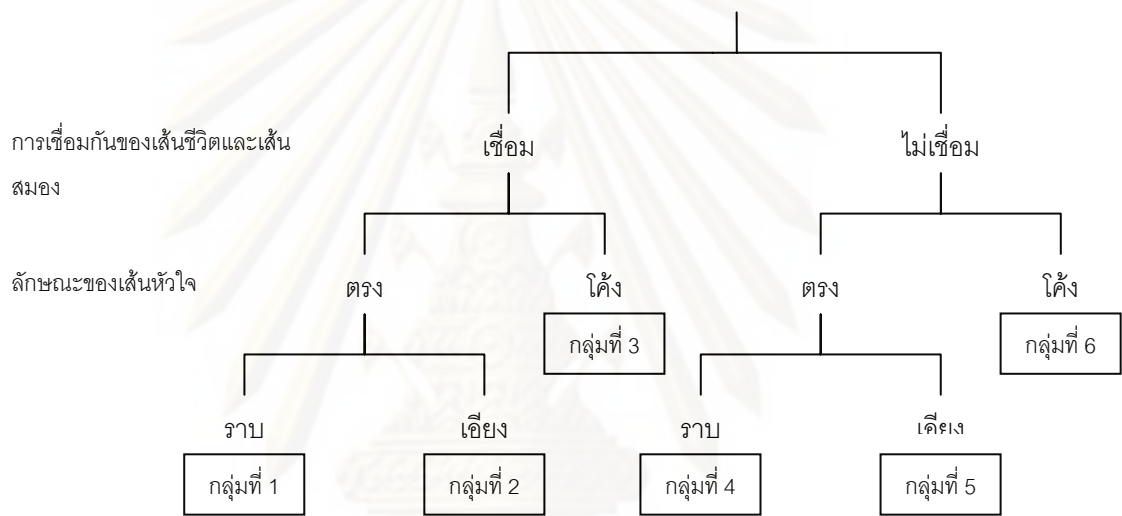 การเชื่อมกันของเส้นชีวิตและเส้น
สมอง
เชื่อม
ไม่เชื่อม
ลักษณะของเส้นหัวใจ
ตรง
โค้ง
ตรง
โค้ง
กลุ่มที่ 3
กลุ่มที่ 6
ราบ
เอียง
ราบ
เอียง
กลุ่มที่ 1
กลุ่มที่ 2
กลุ่มที่ 4
กลุ่มที่ 5